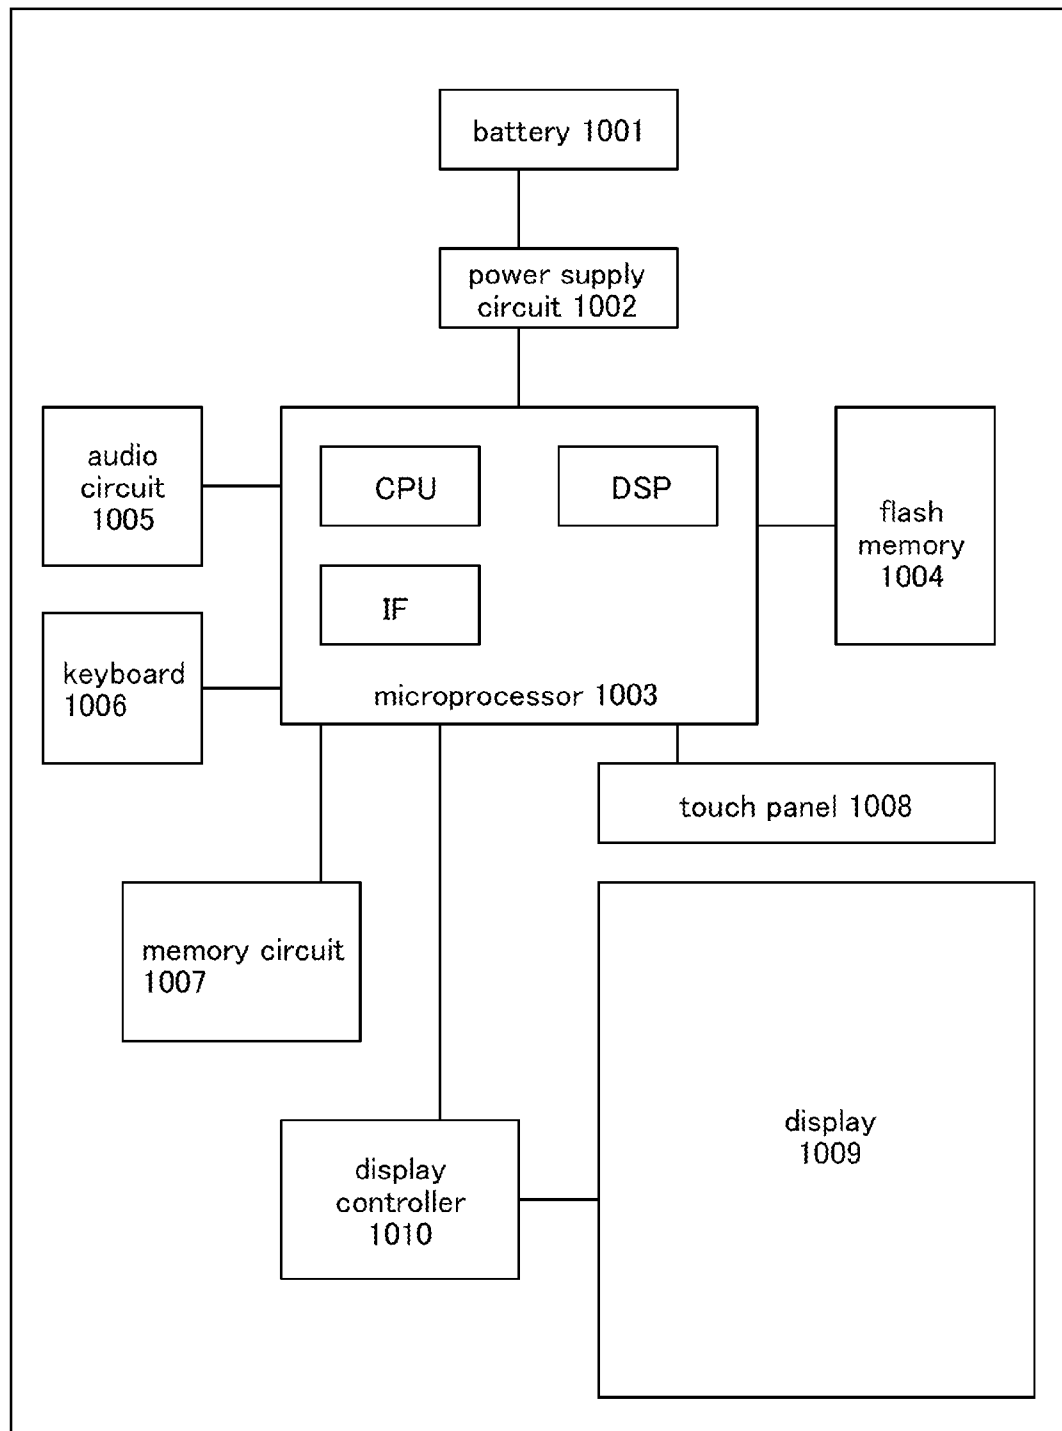 battery 1001
power supply
circuit 1002
audio
circuit
1005
CPU
DSP
flash
memory
1004
IF
keyboard
1006
microprocessor 1003
touch panel 1008
memory circuit
1007
display
1009
display
controller
1010